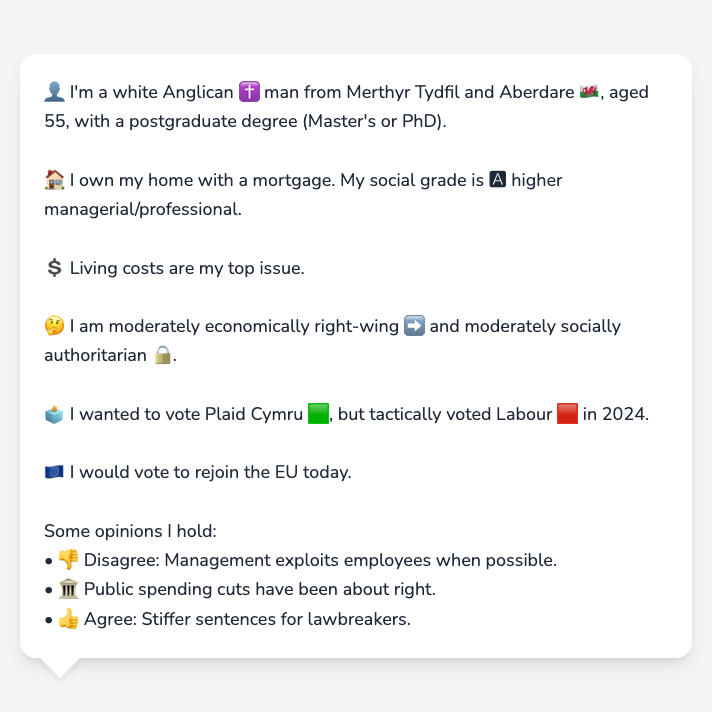 👤 I'm a white Anglican ✝️ man from Merthyr Tydfil and Aberdare 🏴󠁧󠁢󠁷󠁬󠁳󠁿, aged
55, with a postgraduate degree (Master's or PhD).
🏠 I own my home with a mortgage. My social grade is 🅰 higher
managerial/professional.
💲 Living costs are my top issue.
🤔 I am moderately economically right-wing ➡️ and moderately socially
authoritarian 🔒.
🗳️ I wanted to vote Plaid Cymru 🟩, but tactically voted Labour 🟥 in 2024.
🇪🇺 I would vote to rejoin the EU today.
Some opinions I hold:
• 👎 Disagree: Management exploits employees when possible.
• 🏛️ Public spending cuts have been about right.
• 👍 Agree: Stiffer sentences for lawbreakers.